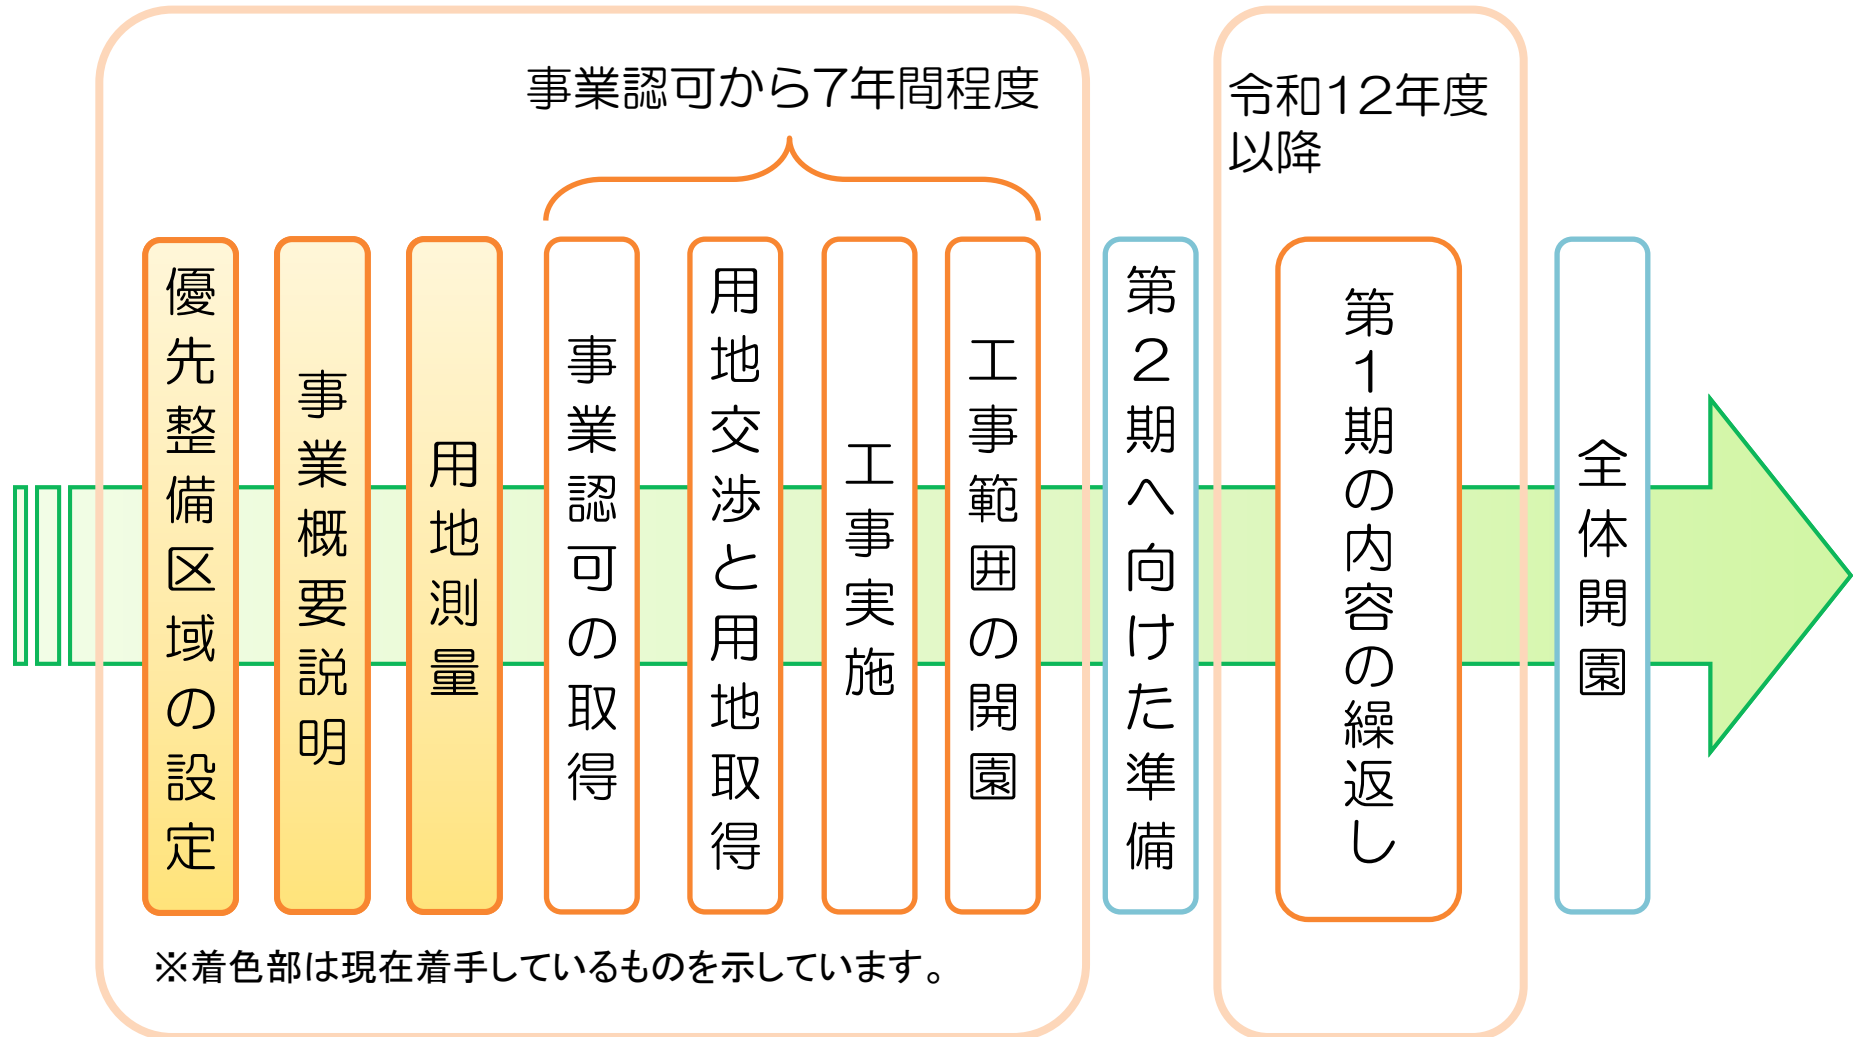 事業認可から7年間程度
令和12年度
以降
優先整備区域の設定
事業概要説明
用地測量
事業認可の取得
用地交渉と用地取得
工事実施
工事範囲の開園
第2期へ向けた準備
第1期の内容の繰返し
全体開園
※着色部は現在着手しているものを示しています。